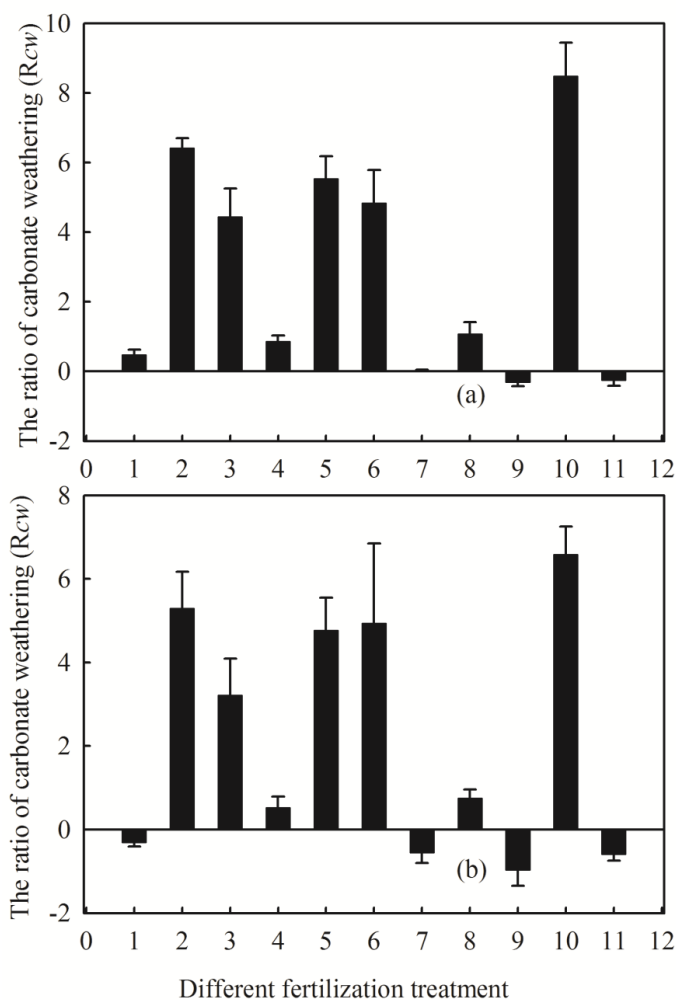 The ratio of carbonate weathering (Rcw)
10
8
6
4
2
0
-2
(a)
0 1 2 3 4 5 6 7 8 9 10 11 12
The ratio of carbonate weathering (Rcw)
8
6
4
2
0
-2
(b)
0 1 2 3 4 5 6 7 8 9 10 11 12
Different fertilization treatment